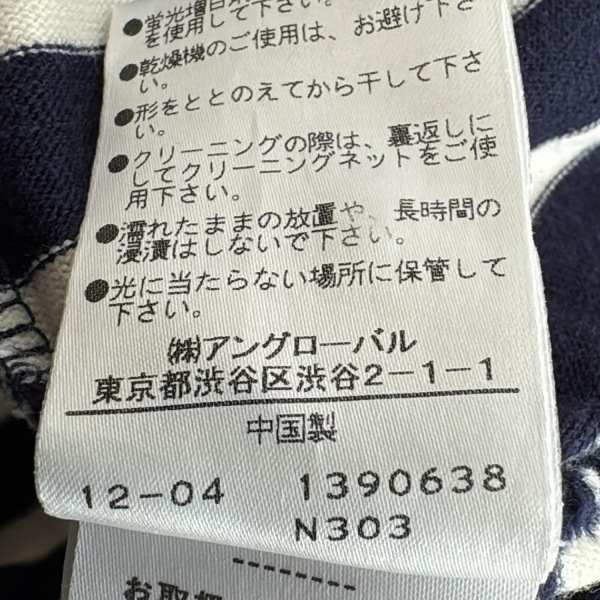 ●蛍光増白
を使用して下さい。
●乾燥機のご使用は、お避け下さ
い。
●形をととのえてから干して下さ
い。
●クリーニングの際は、裏返しに
してクリーニングネットをご使
用下さい。
●濡れたままの放置や、長時間の
浸漬はしないで下さい。
●光に当たらない場所に保管して
下さい。
㈱アングローバル
東京都渋谷区渋谷2-1-1
中国製
12-04 1390638
N303
--------
お取扱